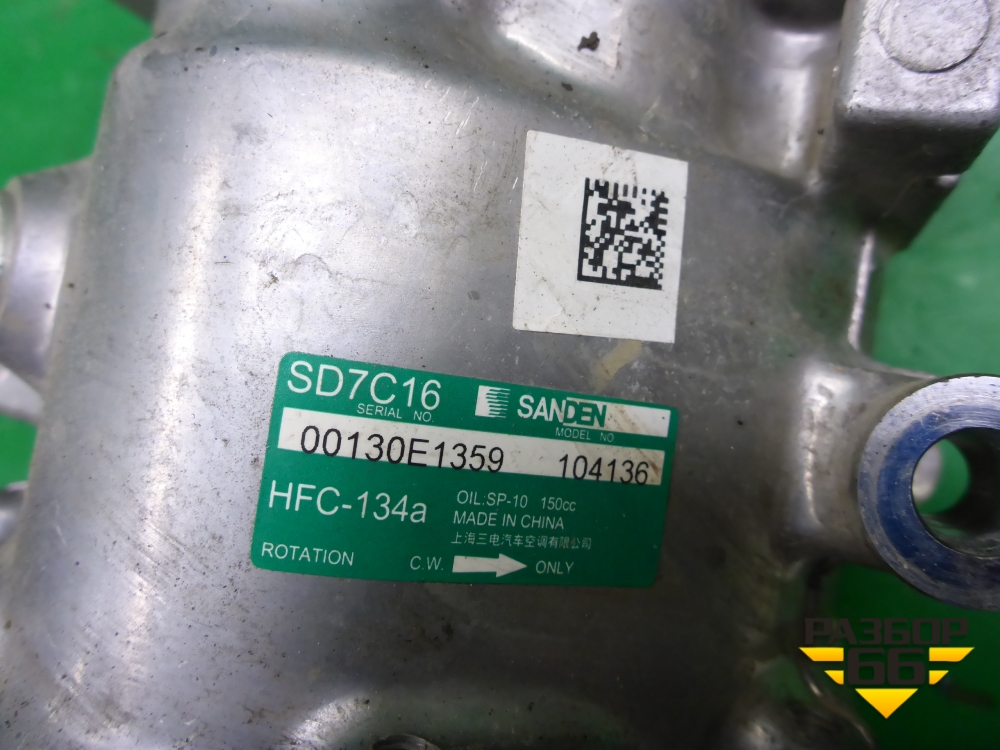 SD7C16 SANDEN
SERIAL NO. MODEL NO
00130E1359 104136
HFC-134a
OIL:SP-10 150cc
MADE IN CHINA
上海三电汽车空调有限公司
ROTATION C.W. ONLY
РАЗБОР
66